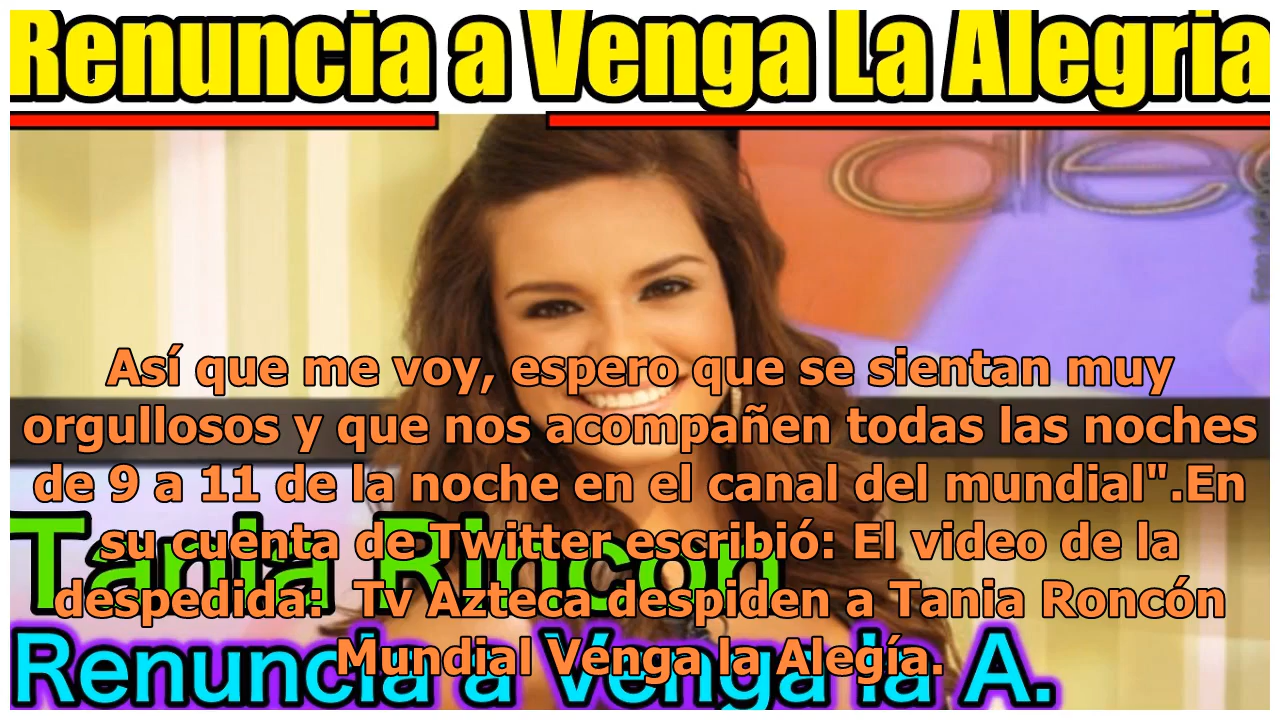 Renuncia a Venga La Alegria
aleg
Así que me voy, espero que se sientan muy
orgullosos y que nos acompañen todas las noches
de 9 a 11 de la noche en el canal del mundial".En
su cuenta de Twitter escribió: El video de la
despedida: Tv Azteca despiden a Tania Roncón
Mundial Venga la Alegía.
Tania Rincon
Renuncia a Venga la A.